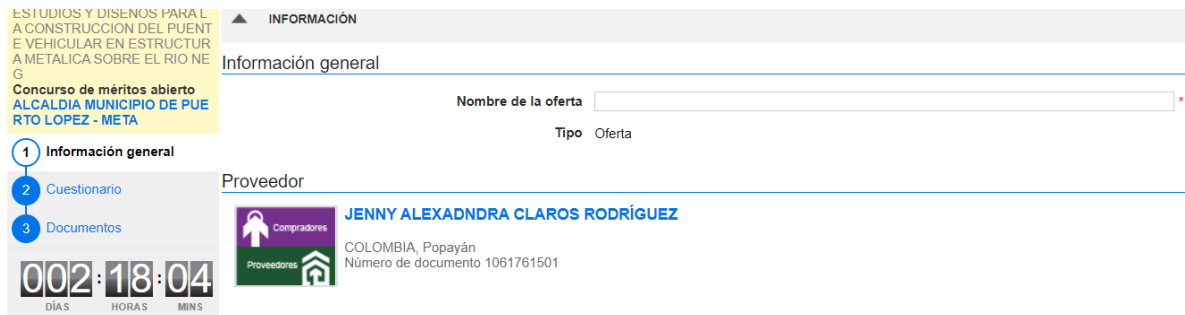 ESTUDIOS Y DISEÑOS PARA L
A CONSTRUCCION DEL PUENT
E VEHICULAR EN ESTRUCTUR
A METALICA SOBRE EL RIO NE
G
Concurso de méritos abierto
ALCALDIA MUNICIPIO DE PUE
RTO LOPEZ - META
1 Información general
2 Cuestionario
3 Documentos
002:18:04
DÍAS HORAS MINS
INFORMACIÓN
Información general
Nombre de la oferta *
Tipo Oferta
Proveedor
Compradores
Proveedores
JENNY ALEXADNDRA CLAROS RODRÍGUEZ
COLOMBIA, Popayán
Número de documento 1061761501